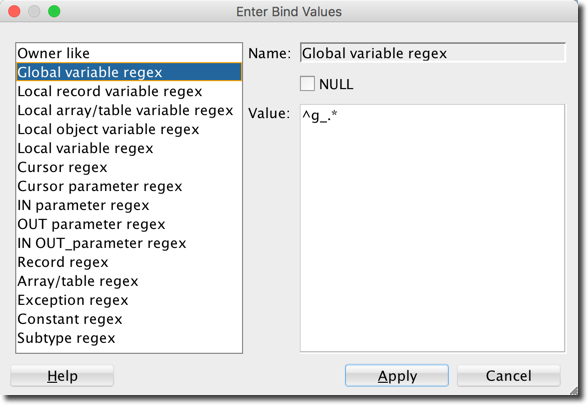 Enter Bind Values
Owner like
Global variable regex
Local record variable regex
Local array/table variable regex
Local object variable regex
Local variable regex
Cursor regex
Cursor parameter regex
IN parameter regex
OUT parameter regex
IN OUT_parameter regex
Record regex
Array/table regex
Exception regex
Constant regex
Subtype regex
Name: Global variable regex
NULL
Value: ^g_.*
Help Apply Cancel